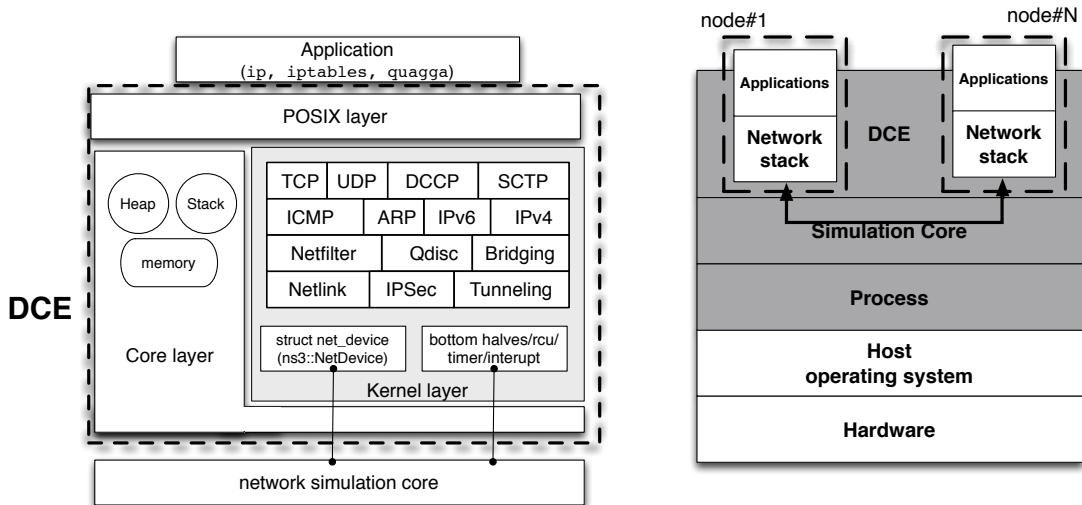 Application
(ip, iptables, quagga)
POSIX layer
Heap
Stack
memory
Core layer
DCE
TCP
UDP
DCCP
SCTP
ICMP
ARP
IPv6
IPv4
Netfilter
Qdisc
Bridging
Netlink
IPSec
Tunneling
struct net_device
(ns3::NetDevice)
bottom halves/rcu/
timer/interupt
Kernel layer
network simulation core
node#1
node#N
Applications
Network
stack
DCE
Applications
Network
stack
Simulation Core
Process
Host
operating system
Hardware